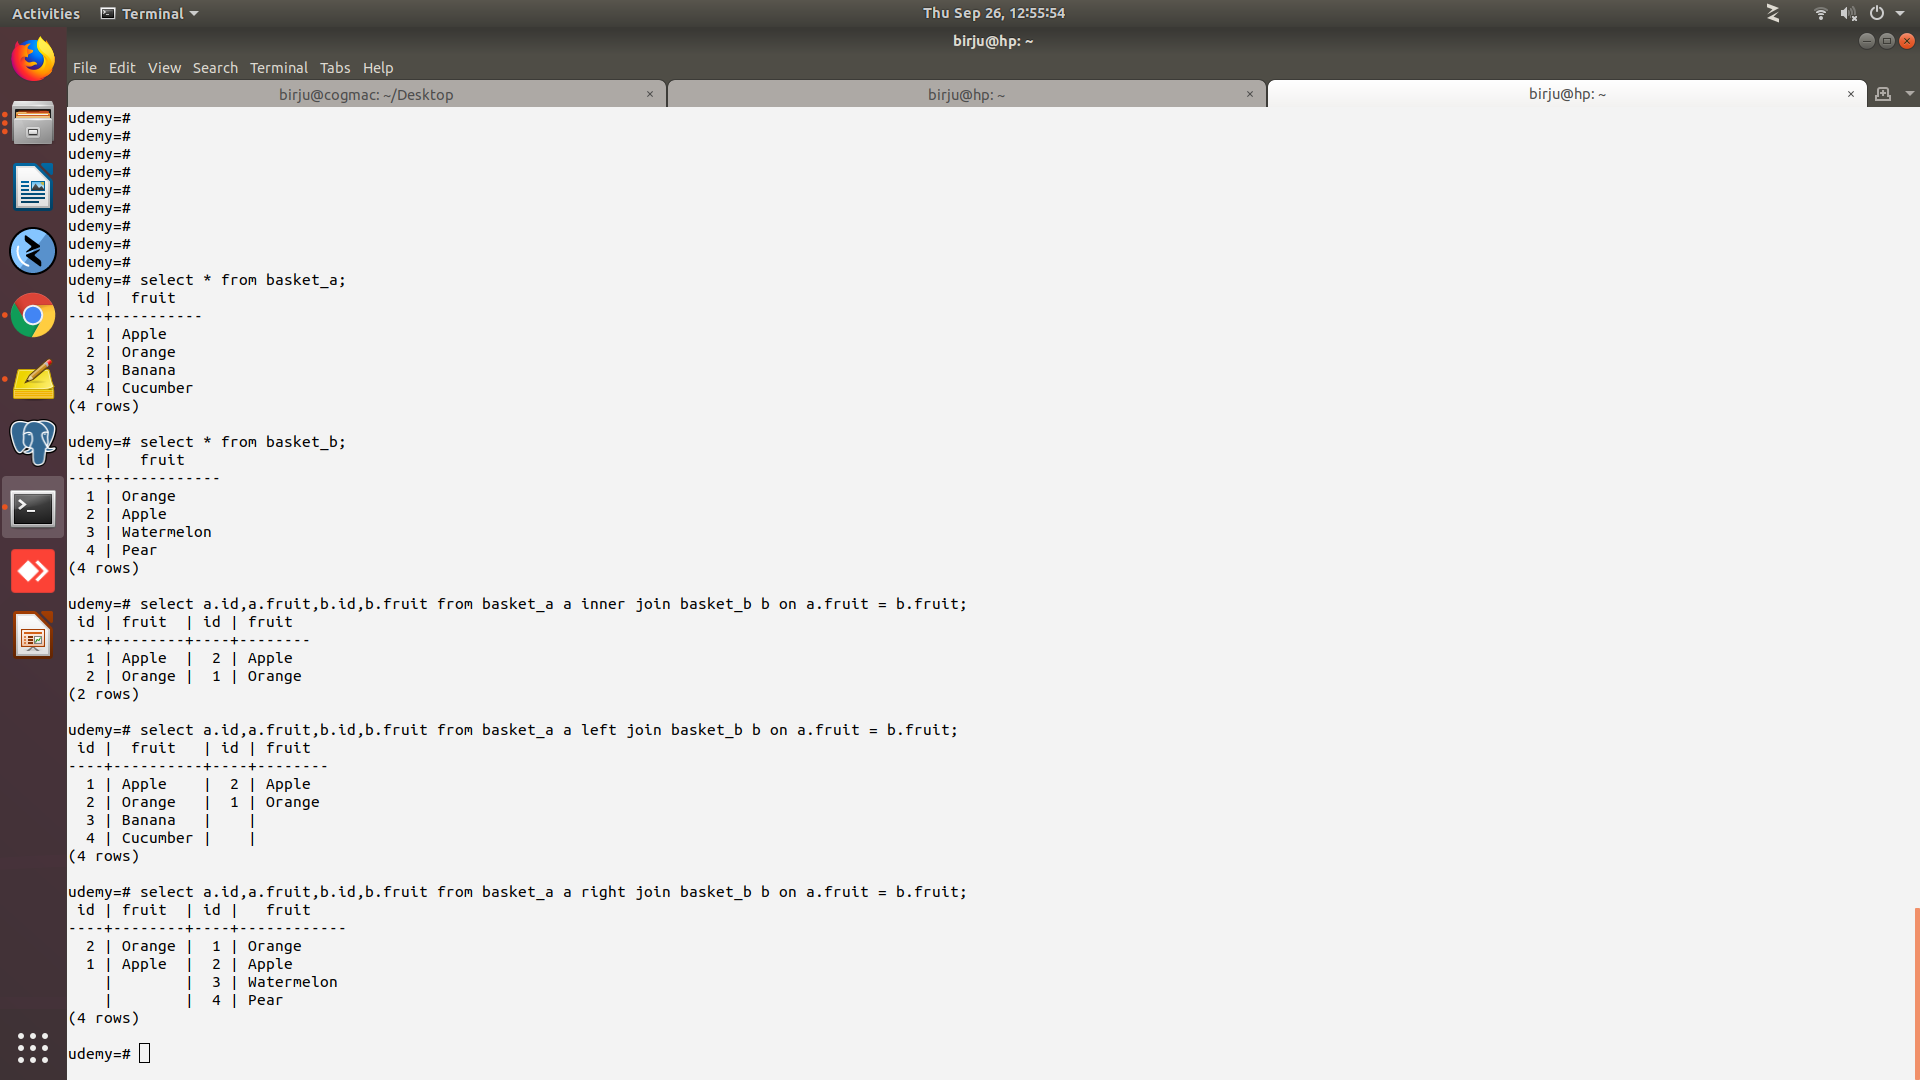 Activities Terminal Thu Sep 26, 12:55:54
birju@hp: ~
File Edit View Search Terminal Tabs Help
birju@cogmac: ~/Desktop × birju@hp: ~ × birju@hp: ~ ×
udemy=#
udemy=#
udemy=#
udemy=#
udemy=#
udemy=#
udemy=#
udemy=#
udemy=#
udemy=# select * from basket_a;
 id |  fruit
----+----------
  1 | Apple
  2 | Orange
  3 | Banana
  4 | Cucumber
(4 rows)

udemy=# select * from basket_b;
 id |   fruit
----+------------
  1 | Orange
  2 | Apple
  3 | Watermelon
  4 | Pear
(4 rows)

udemy=# select a.id,a.fruit,b.id,b.fruit from basket_a a inner join basket_b b on a.fruit = b.fruit;
 id | fruit  | id | fruit
----+--------+----+--------
  1 | Apple  |  2 | Apple
  2 | Orange |  1 | Orange
(2 rows)

udemy=# select a.id,a.fruit,b.id,b.fruit from basket_a a left join basket_b b on a.fruit = b.fruit;
 id |  fruit   | id | fruit
----+----------+----+--------
  1 | Apple    |  2 | Apple
  2 | Orange   |  1 | Orange
  3 | Banana   |    |
  4 | Cucumber |    |
(4 rows)

udemy=# select a.id,a.fruit,b.id,b.fruit from basket_a a right join basket_b b on a.fruit = b.fruit;
 id | fruit  | id |   fruit
----+--------+----+------------
  2 | Orange |  1 | Orange
  1 | Apple  |  2 | Apple
    |        |  3 | Watermelon
    |        |  4 | Pear
(4 rows)

udemy=#